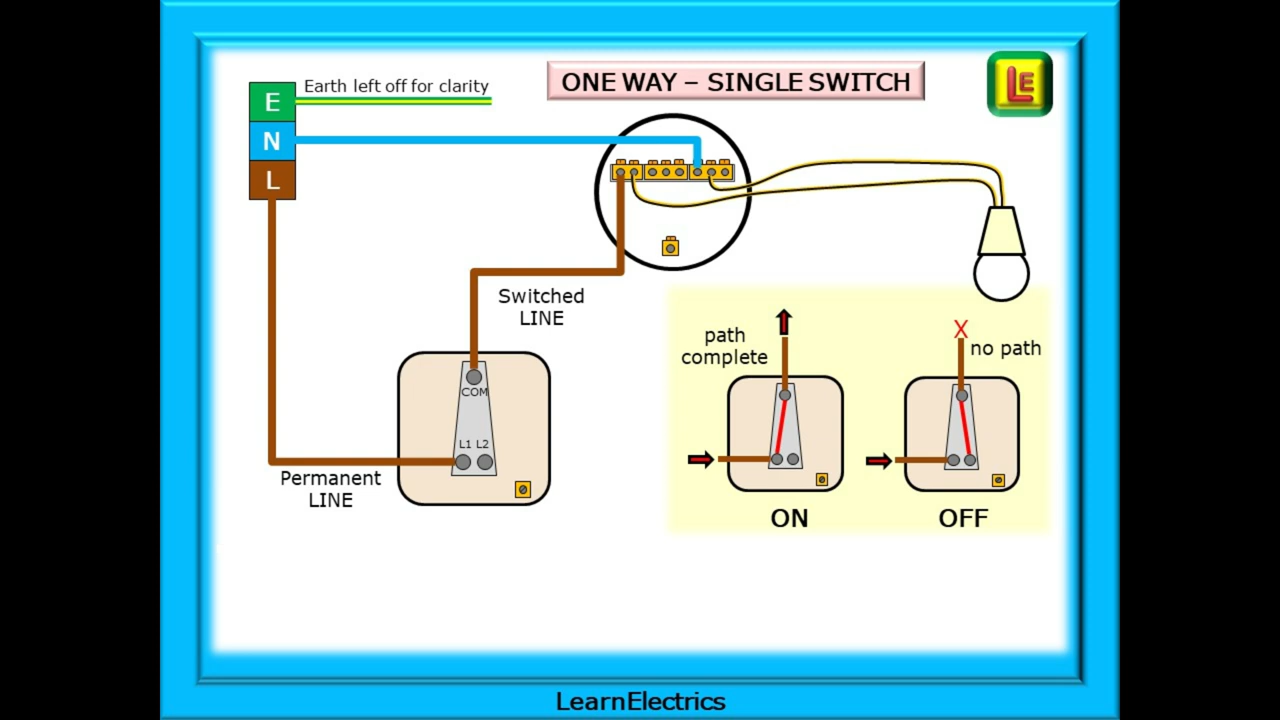 Earth left off for clarity
ONE WAY – SINGLE SWITCH
LE
E
N
L
Switched
LINE
path
complete
X
no path
COM
L1 L2
Permanent
LINE
ON
OFF
LearnElectrics